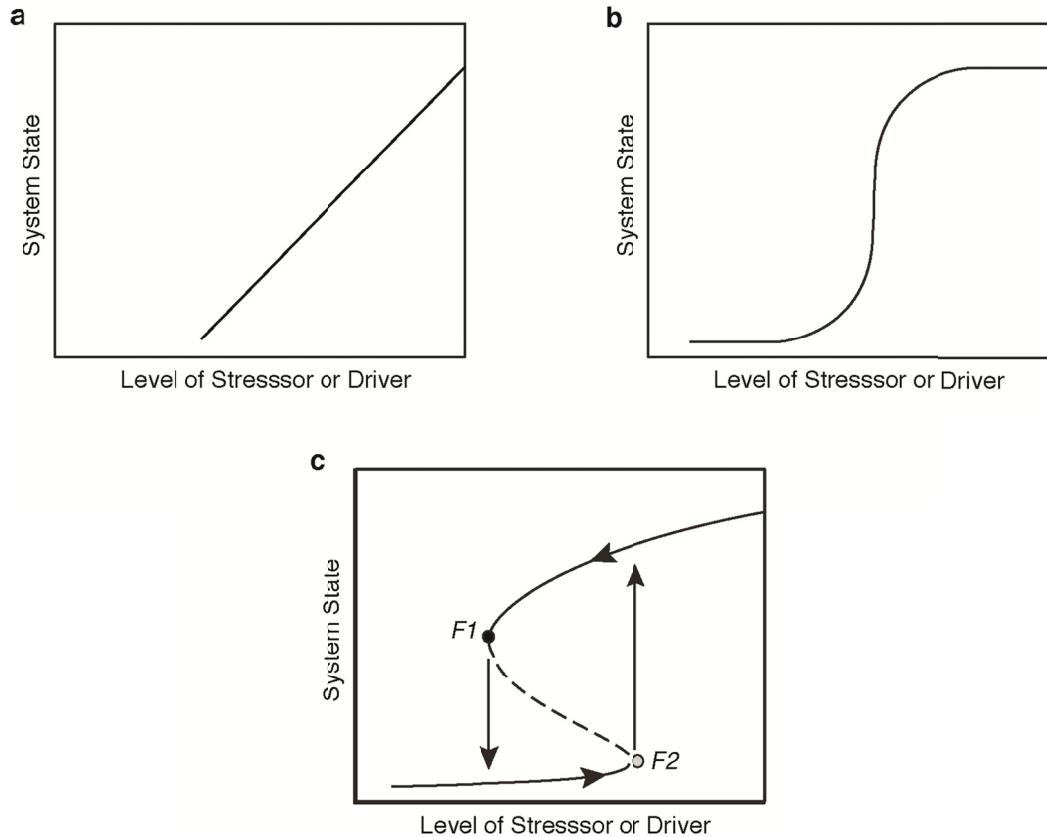 a
System State
Level of Stresssor or Driver
b
System State
Level of Stresssor or Driver
c
System State
F1
F2
Level of Stresssor or Driver